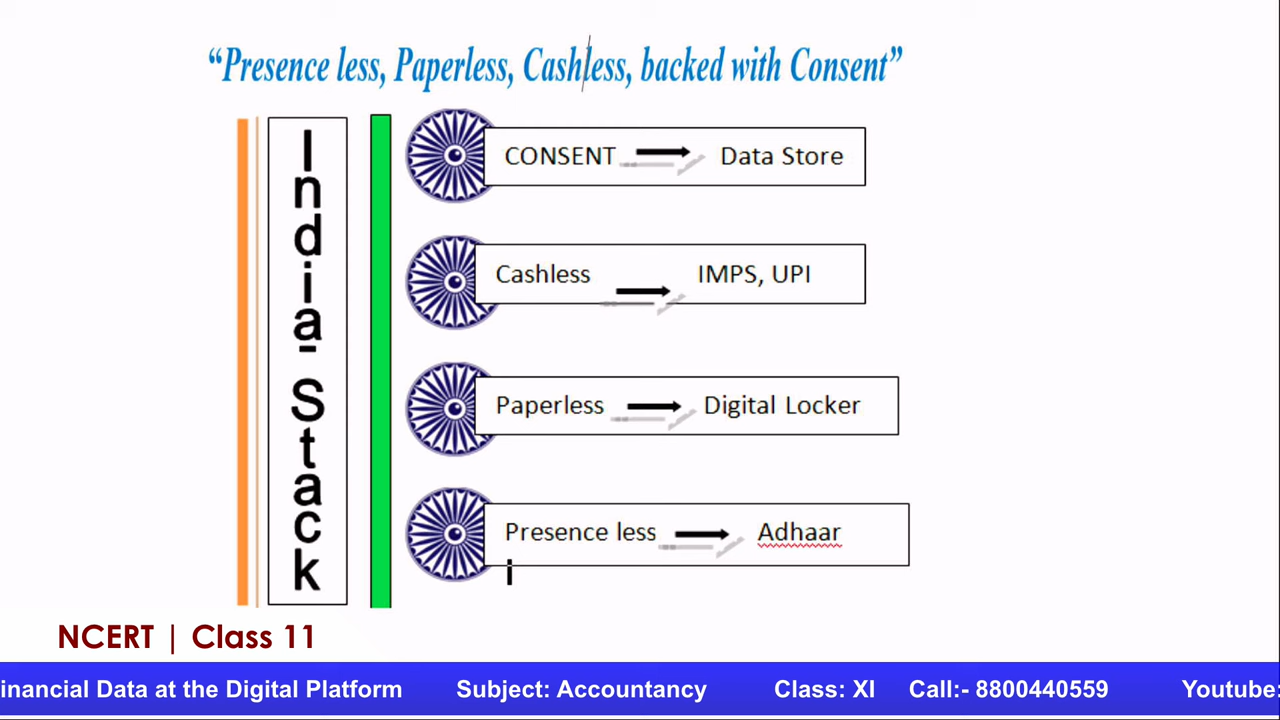 “Presence less, Paperless, Cashless, backed with Consent”
India-Stack
CONSENT Data Store
Cashless IMPS, UPI
Paperless Digital Locker
Presence less Adhaar
NCERT | Class 11
inancial Data at the Digital Platform Subject: Accountancy Class: XI Call:- 8800440559 Youtube: